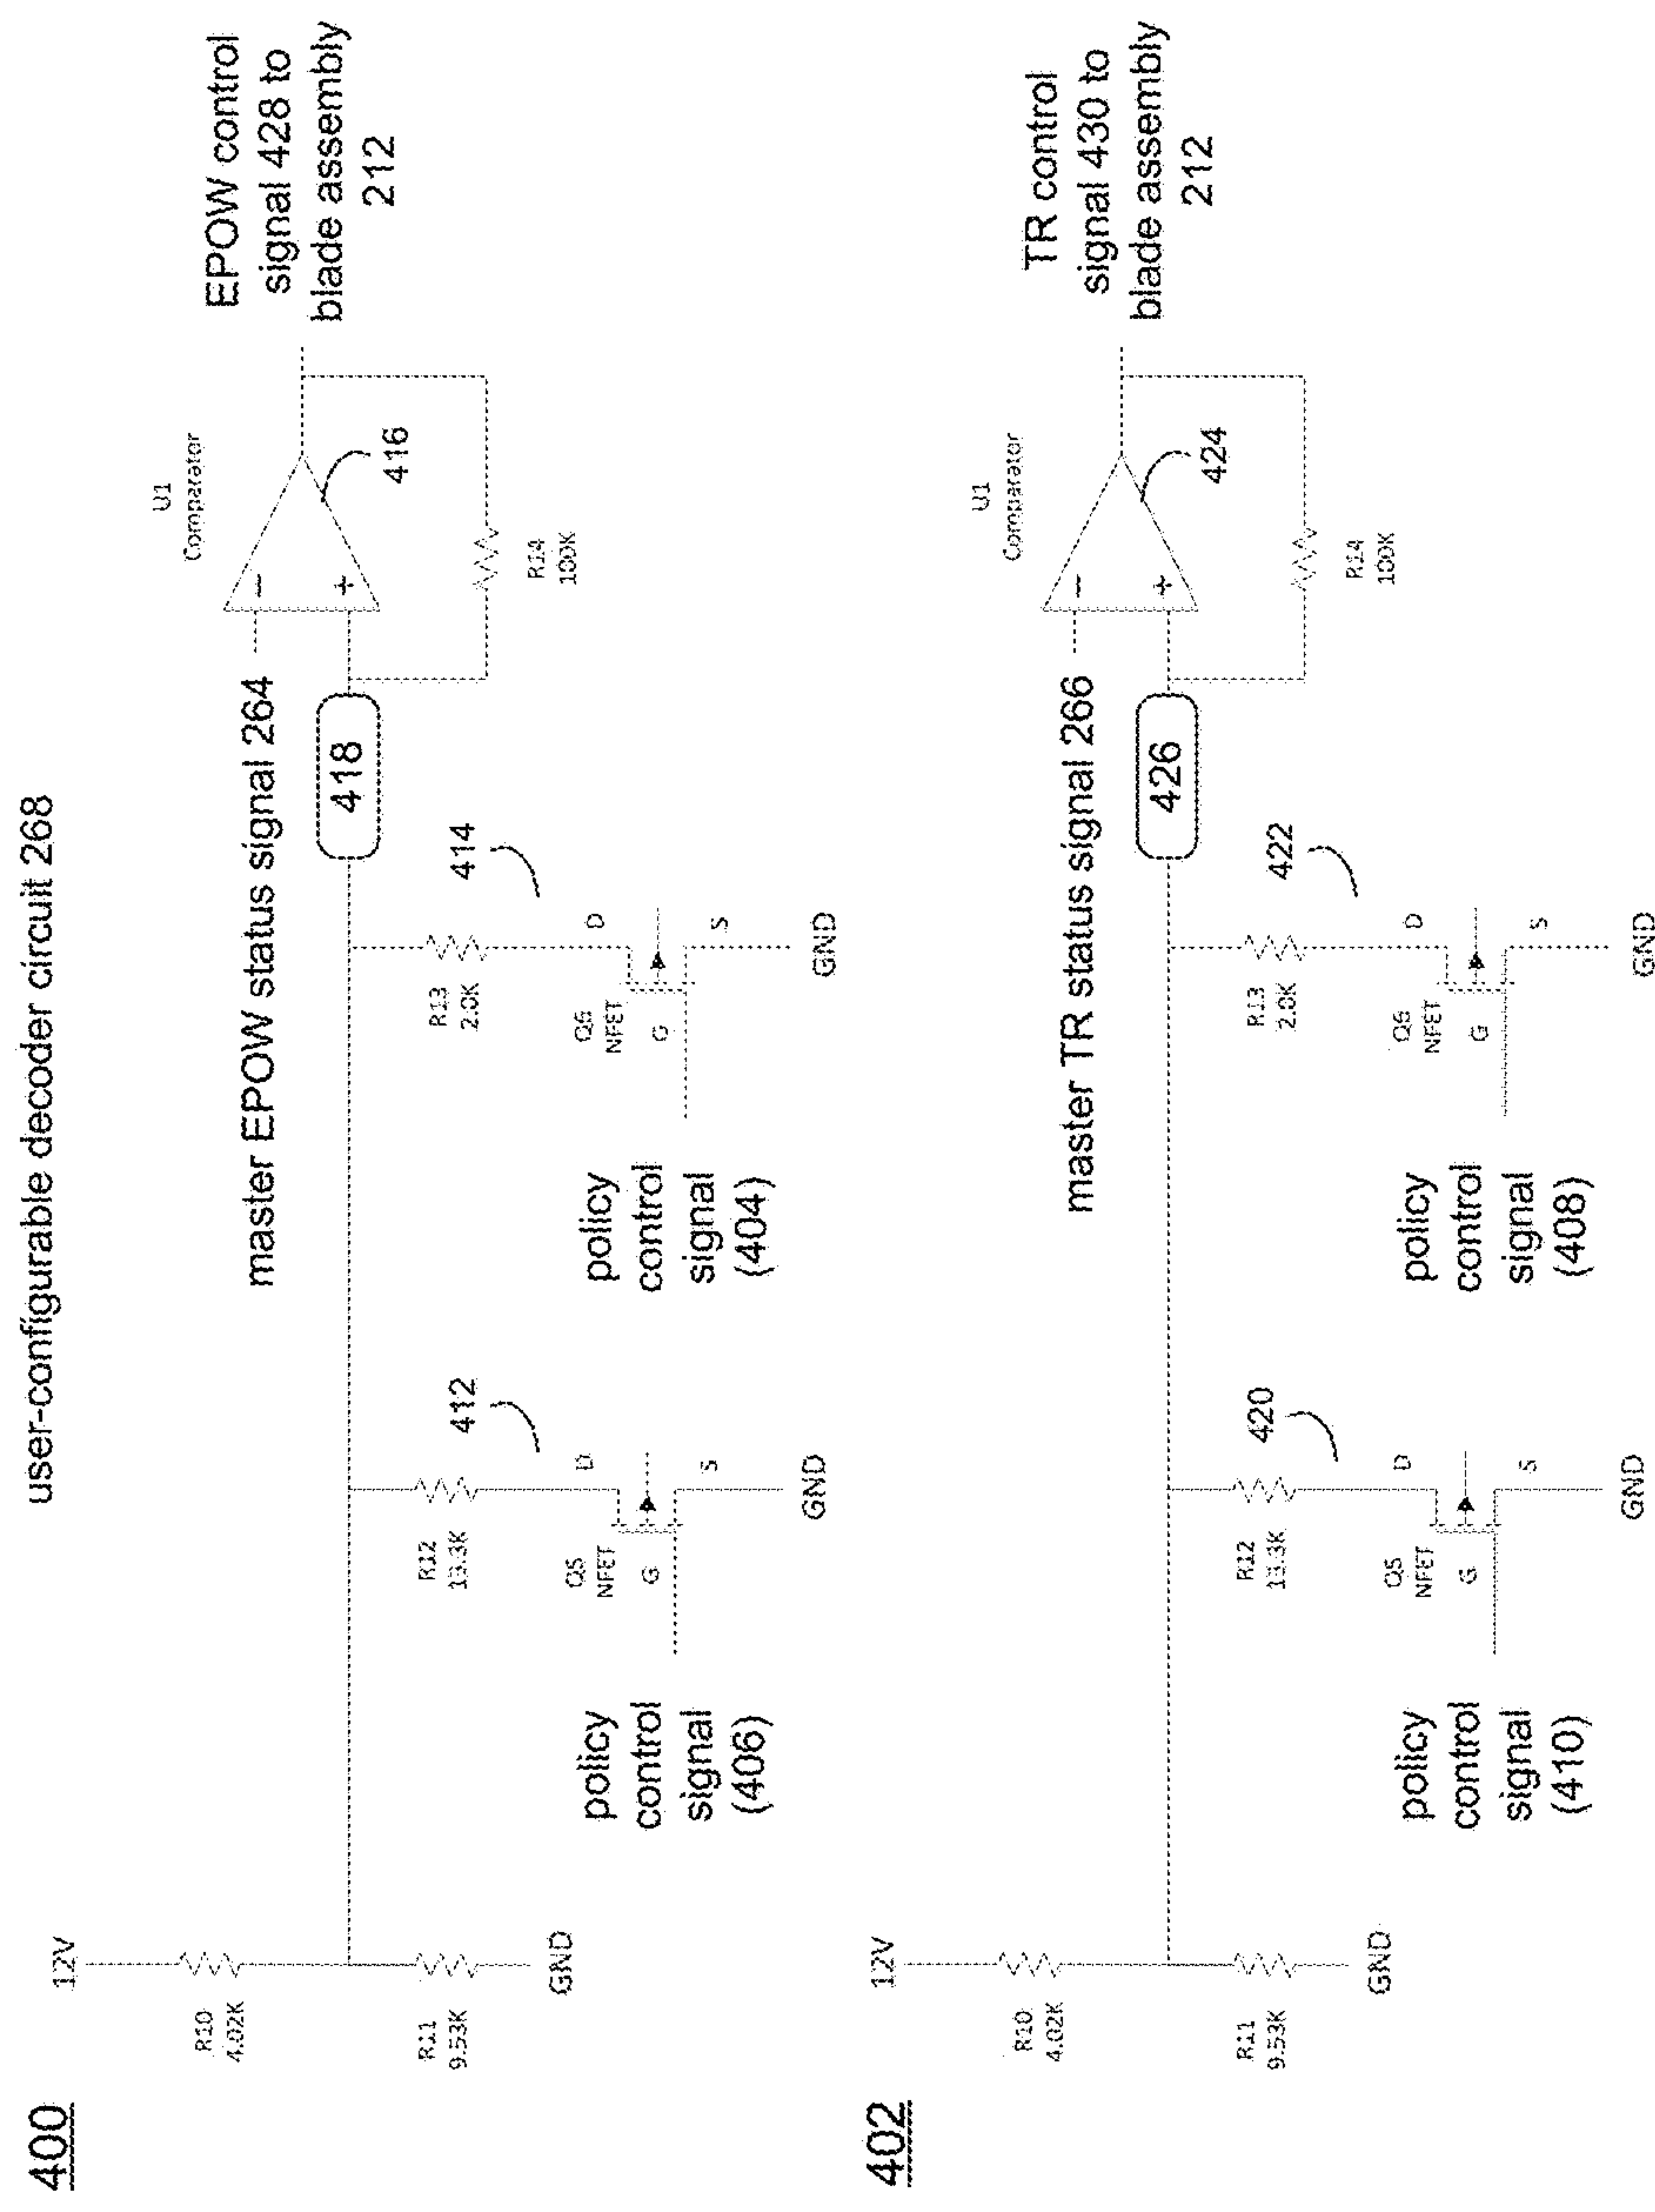 user-configurable decoder circuit 268
400
12V
R10
4.02K
R11
9.53K
GND
policy
control
signal
(406)
R12
13.3K
Q5
NFET
G
D
S
GND
412
policy
control
signal
(404)
R13
2.0K
Q6
NFET
G
D
S
GND
414
master EPOW status signal 264
418
U1
Comparator
−
+
416
R14
100K
EPOW control
signal 428 to
blade assembly
212
402
12V
R10
4.02K
R11
9.53K
GND
policy
control
signal
(410)
R12
13.3K
Q5
NFET
G
D
S
GND
420
policy
control
signal
(408)
R13
2.0K
Q6
NFET
G
D
S
GND
422
master TR status signal 266
426
U1
Comparator
−
+
424
R14
100K
TR control
signal 430 to
blade assembly
212